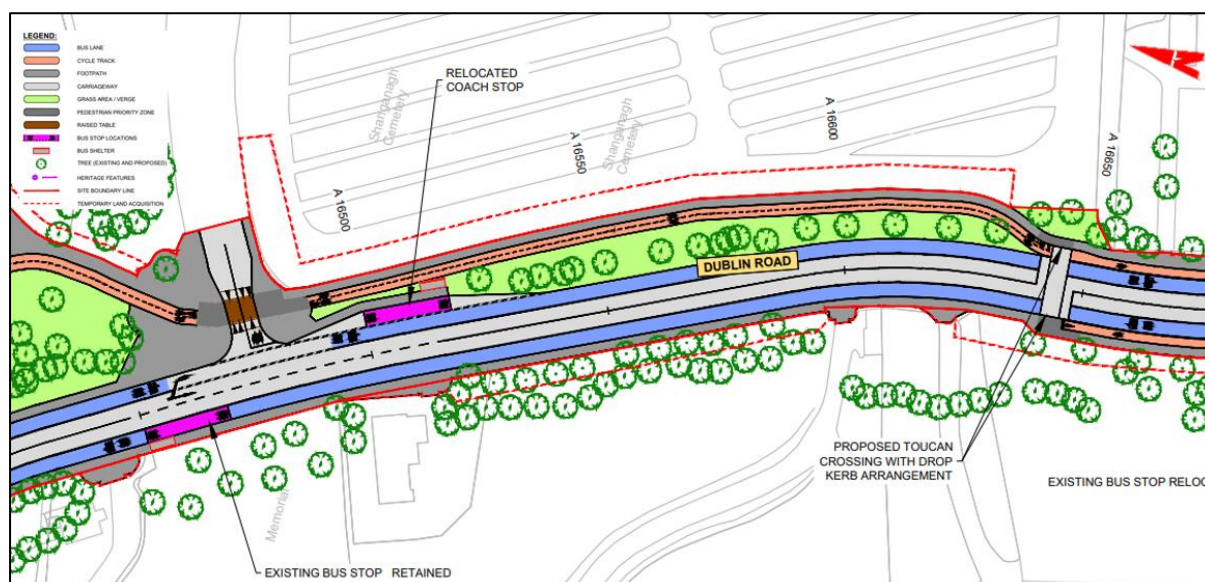 LEGEND:
BUS LANE
CYCLE TRACK
FOOTPATH
CARRIAGEWAY
GRASS AREA / VERGE
PEDESTRIAN PRIORITY ZONE
RAISED TABLE
BUS STOP LOCATIONS
BUS SHELTER
TREE (EXISTING AND PROPOSED)
HERITAGE FEATURES
SITE BOUNDARY LINE
TEMPORARY LAND ACQUISITION
RELOCATED
COACH STOP
Shanganagh
Cemetery
Shanganagh
Cemetery
A 16500
A 16550
A 16600
A 16650
N
DUBLIN ROAD
PROPOSED TOUCAN
CROSSING WITH DROP
KERB ARRANGEMENT
EXISTING BUS STOP RELOC
Memorial
EXISTING BUS STOP RETAINED